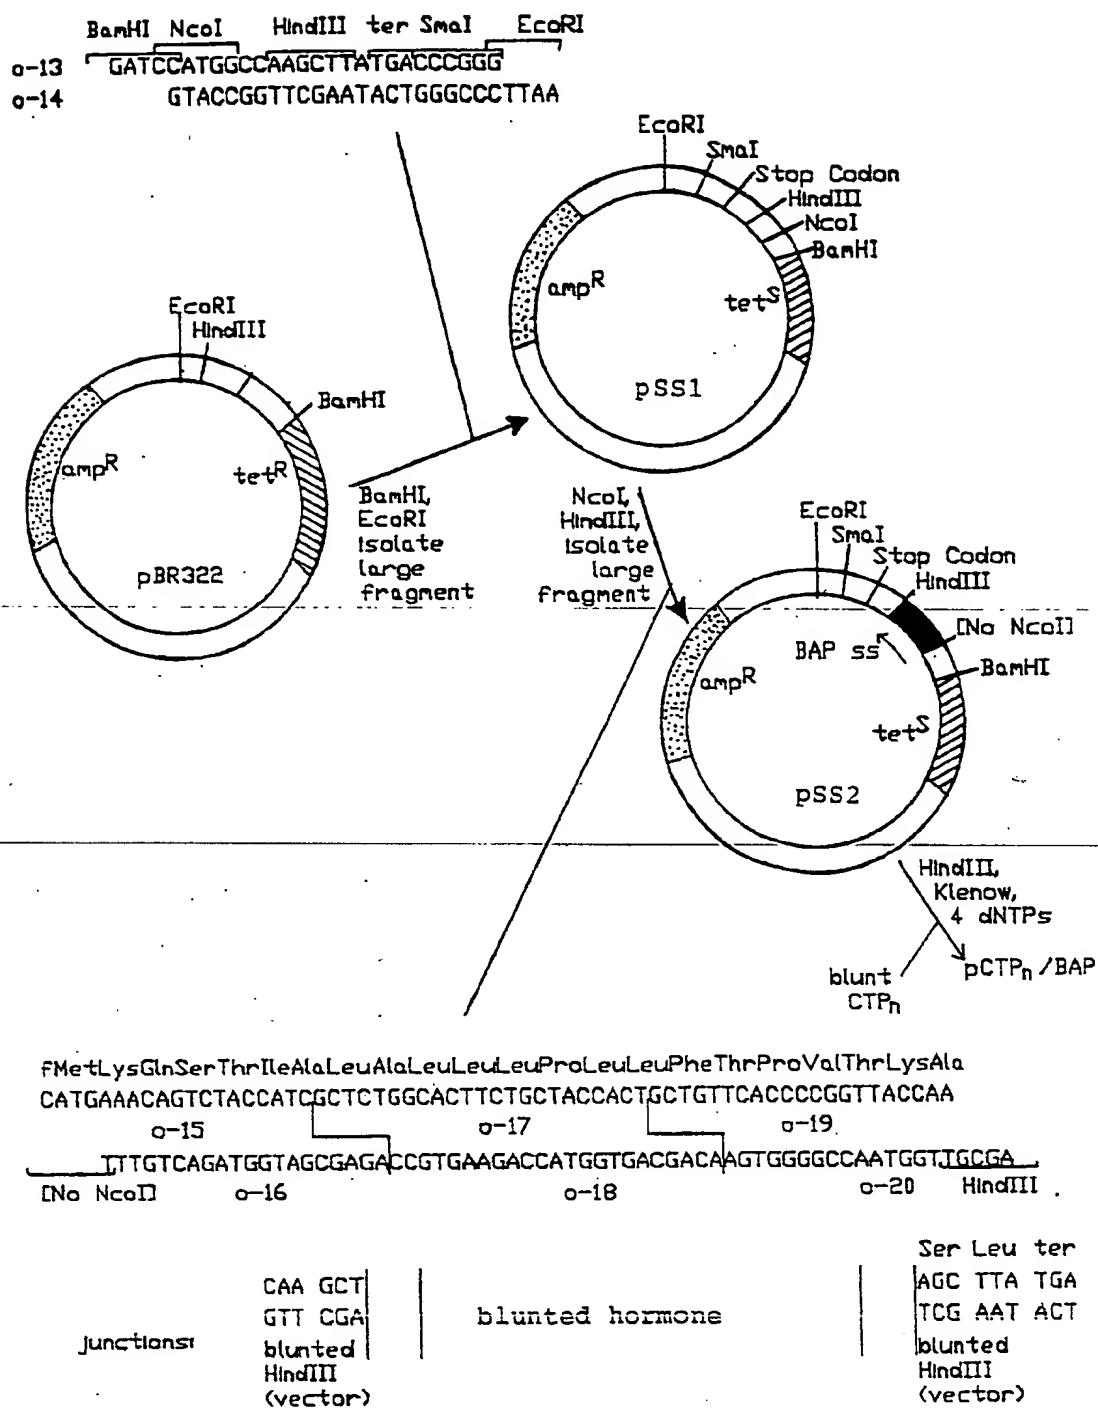 BamHI NcoI HindIII ter SmaI EcoRI
o-13 GATCCATGGCCAAGCTTATGACCCGGG
o-14 GTACCGGTTCGAATACTGGGCCCTTAA
EcoRI
SmaI
Stop Codon
HindIII
NcoI
BamHI
ampR
tetS
pSS1
EcoRI
HindIII
BamHI
ampR
tetR
pBR322
BamHI,
EcoRI
isolate
large
fragment
NcoI,
HindIII,
isolate
large
fragment
EcoRI
SmaI
Stop Codon
HindIII
[No NcoI]
BAP ss
BamHI
ampR
tetS
pSS2
HindIII,
Klenow,
4 dNTPs
blunt
CTPn
pCTPn/BAP
fMetLysGlnSerThrIleAlaLeuAlaLeuLeuLeuProLeuLeuPheThrProValThrLysAla
CATGAAACAGTCTACCATCGCTCTGGCACTTCTGCTACCACTGCTGTTCACCCCGGTTACCAA
o-15 o-17 o-19
TTTGTCAGATGGTAGCGAGACCGTGAAGACCATGGTGACGACAAGTGGGGCCAATGGTTGCGA
[No NcoI] o-16 o-18 o-20 HindIII
Ser Leu ter
CAA GCT AGC TTA TGA
GTT CGA blunted hormone TCG AAT ACT
junctions: blunted blunted
HindIII HindIII
(vector) (vector)